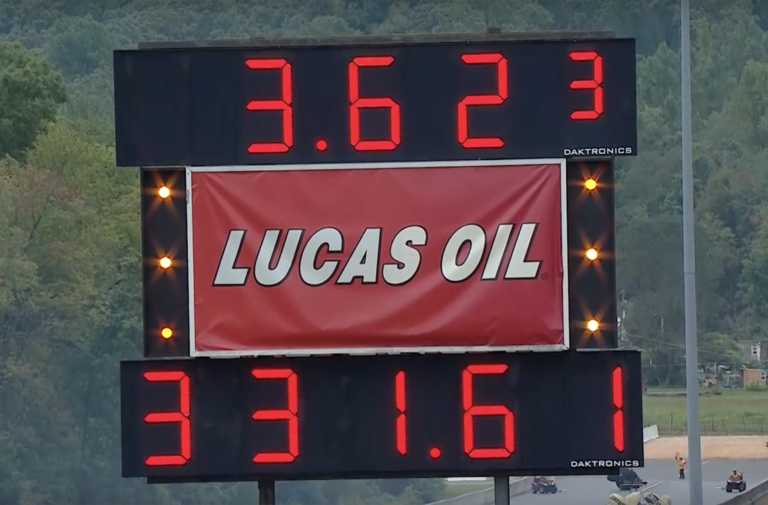 3.623
DAKTRONICS
LUCAS OIL
331.61
DAKTRONICS